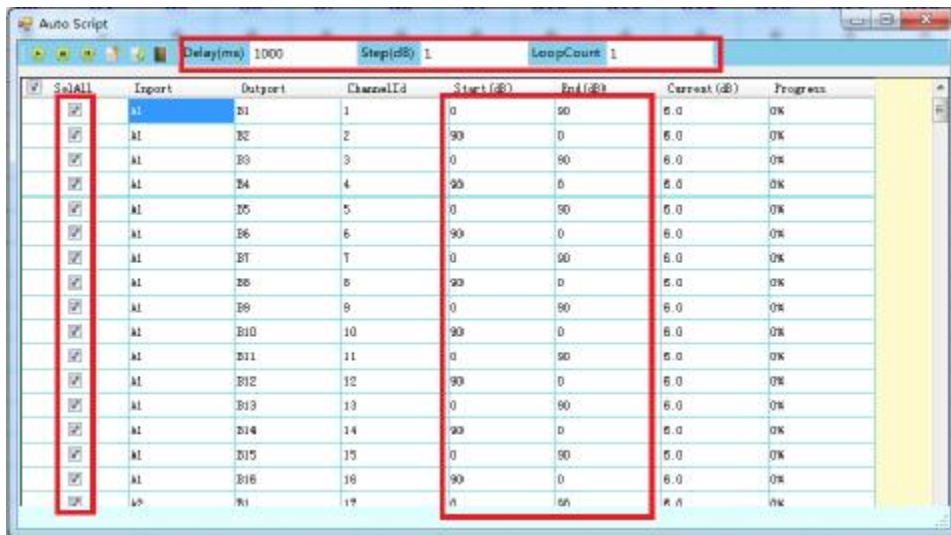 Auto Script
Delay(ms) 1000 Step(dB) 1 LoopCount 1
SelAll Inport Outport ChannelId Start(dB) End(dB) Current(dB) Progress
A1 B1 1 0 90 6.0 0%
A1 B2 2 90 0 6.0 0%
A1 B3 3 0 90 6.0 0%
A1 B4 4 90 0 6.0 0%
A1 B5 5 0 90 6.0 0%
A1 B6 6 90 0 6.0 0%
A1 B7 7 0 90 6.0 0%
A1 B8 8 90 0 6.0 0%
A1 B9 9 0 90 6.0 0%
A1 B10 10 90 0 6.0 0%
A1 B11 11 0 90 6.0 0%
A1 B12 12 90 0 6.0 0%
A1 B13 13 0 90 6.0 0%
A1 B14 14 90 0 6.0 0%
A1 B15 15 0 90 6.0 0%
A1 B16 16 90 0 6.0 0%
A2 B1 17 0 90 6.0 0%